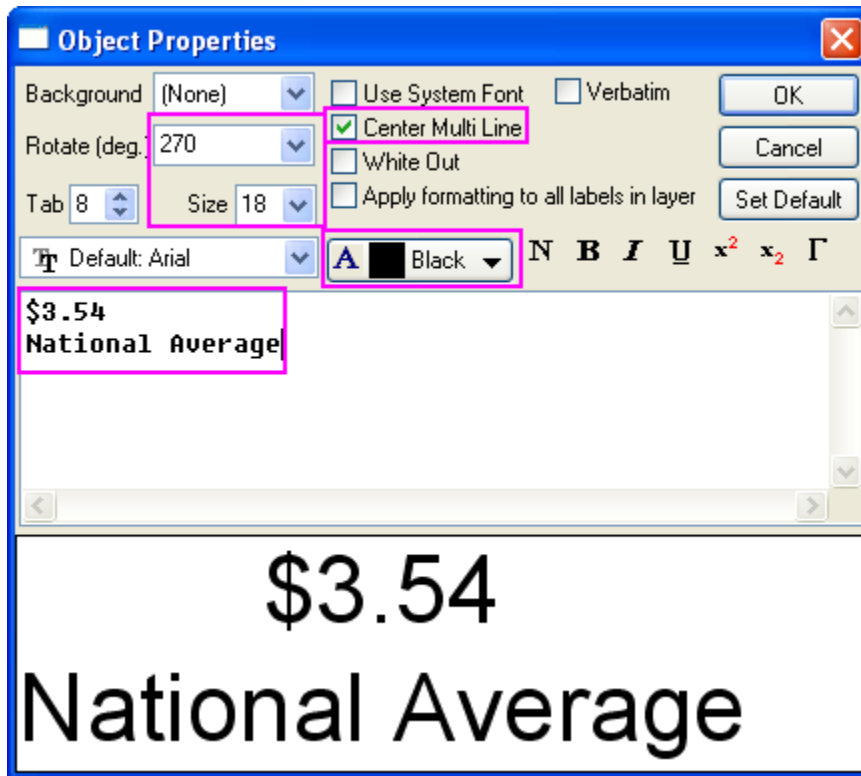 Object Properties
Background (None) Use System Font Verbatim OK
Rotate (deg.) 270 Center Multi Line Cancel
White Out
Tab 8 Size 18 Apply formatting to all labels in layer Set Default
Default: Arial A Black N B I U x² x₂ Γ
$3.54
National Average
$3.54
National Average